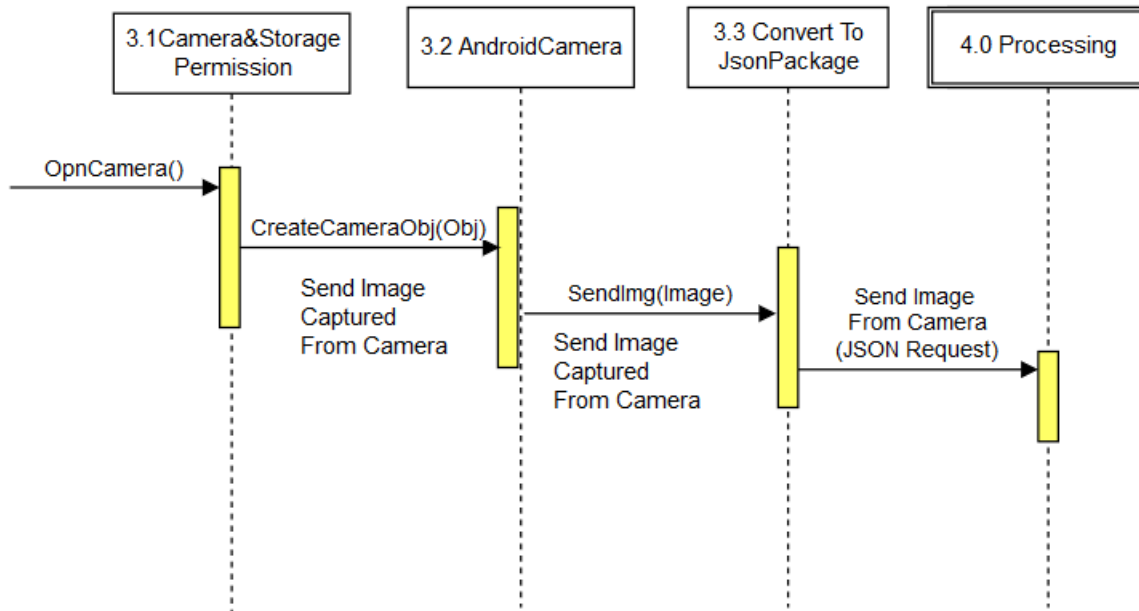 3.1Camera&Storage
Permission
3.2 AndroidCamera
3.3 Convert To
JsonPackage
4.0 Processing
OpnCamera()
CreateCameraObj(Obj)
Send Image
Captured
From Camera
SendImg(Image)
Send Image
Captured
From Camera
Send Image
From Camera
(JSON Request)